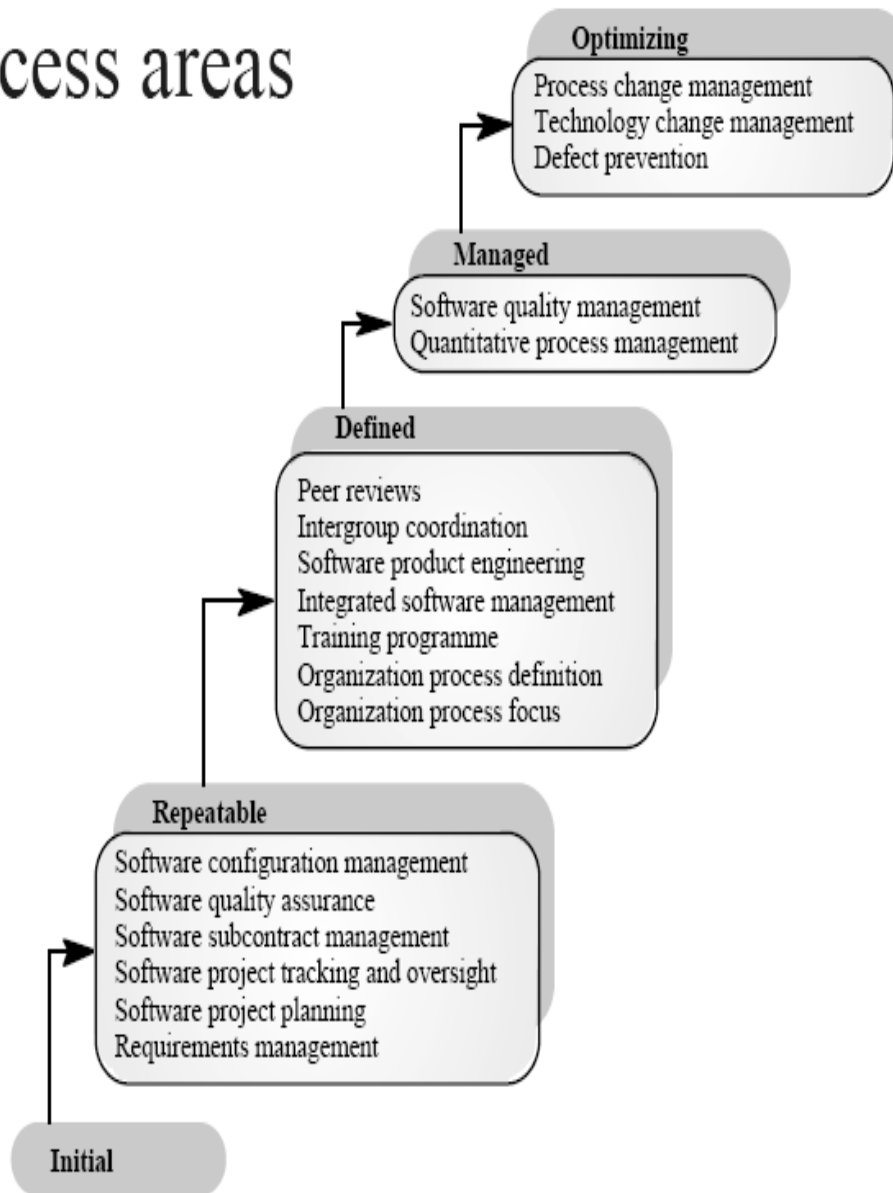 cess areas
Optimizing
Process change management
Technology change management
Defect prevention
Managed
Software quality management
Quantitative process management
Defined
Peer reviews
Intergroup coordination
Software product engineering
Integrated software management
Training programme
Organization process definition
Organization process focus
Repeatable
Software configuration management
Software quality assurance
Software subcontract management
Software project tracking and oversight
Software project planning
Requirements management
Initial